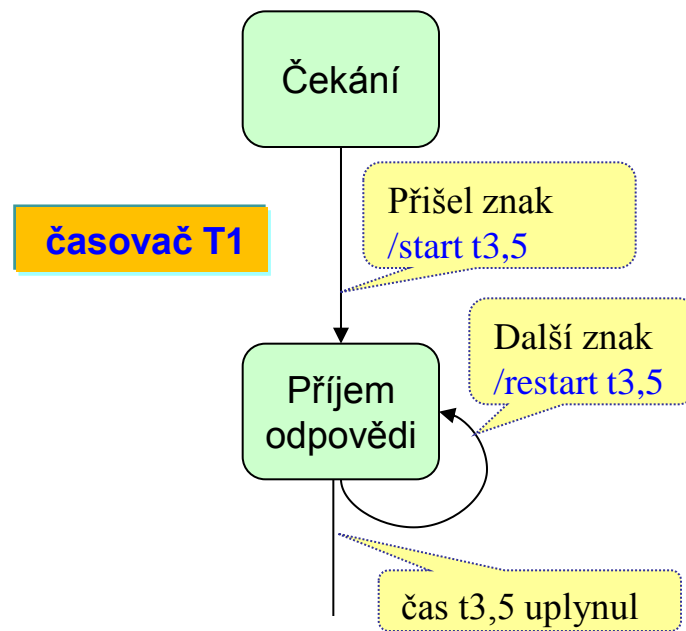 Čekání
Přišel znak
/start t3,5
časovač T1
Další znak
/restart t3,5
Příjem
odpovědi
čas t3,5 uplynul